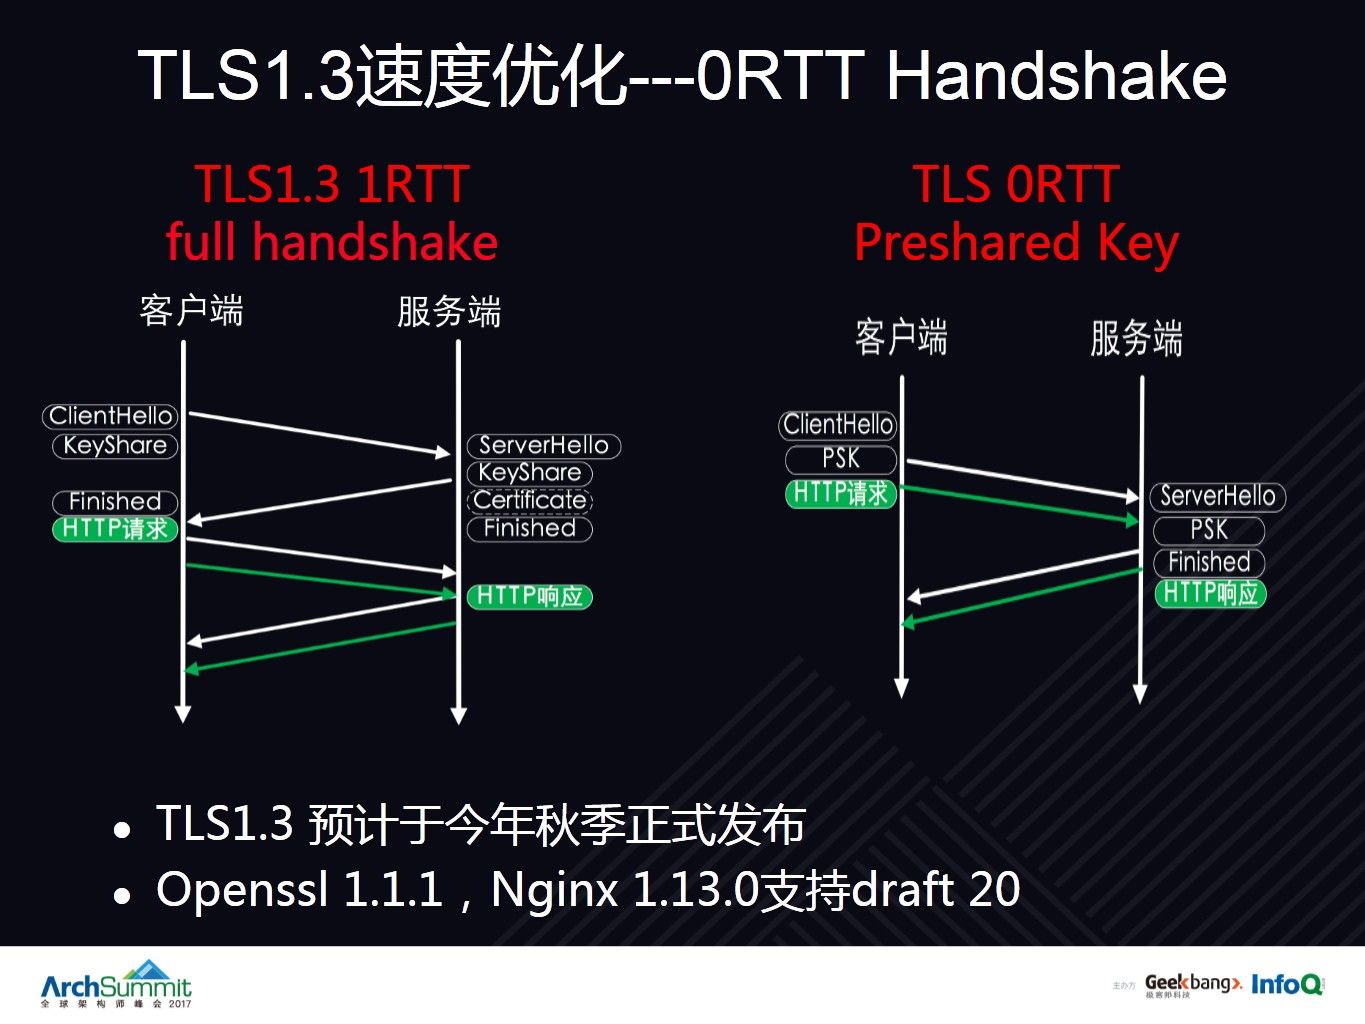 TLS1.3速度优化---0RTT Handshake
TLS1.3 1RTT
full handshake
客户端
服务端
ClientHello
KeyShare
ServerHello
KeyShare
Certificate
Finished
Finished
HTTP请求
HTTP响应
TLS 0RTT
Preshared Key
客户端
服务端
ClientHello
PSK
HTTP请求
ServerHello
PSK
Finished
HTTP响应
• TLS1.3 预计于今年秋季正式发布
• Openssl 1.1.1，Nginx 1.13.0支持draft 20
ArchSummit
全球架构师峰会2017
主办方
Geekbang>.
极客邦科技
InfoQ